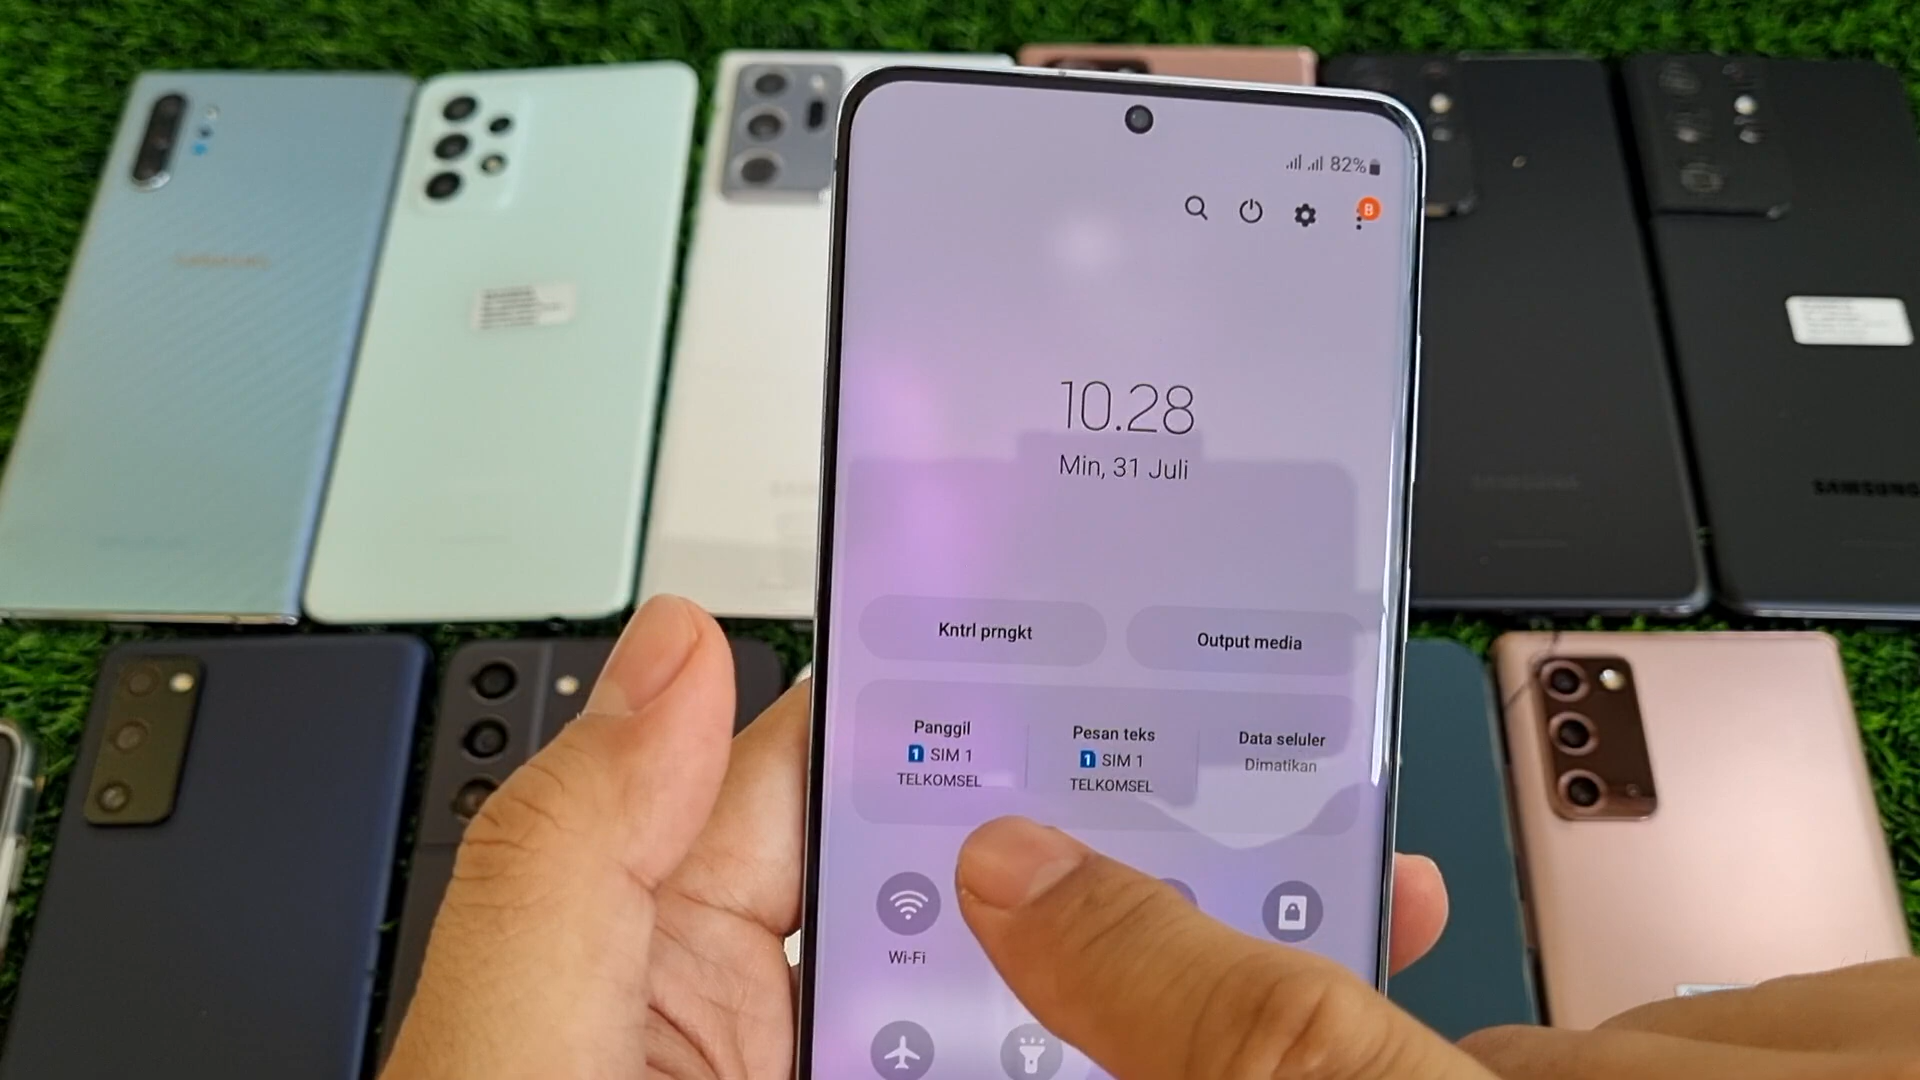 82%
B
10.28
Min, 31 Juli
Kntrl prngkt
Output media
Panggil
1 SIM 1
TELKOMSEL
Pesan teks
1 SIM 1
TELKOMSEL
Data seluler
Dimatikan
Wi-Fi
SAMSUNG